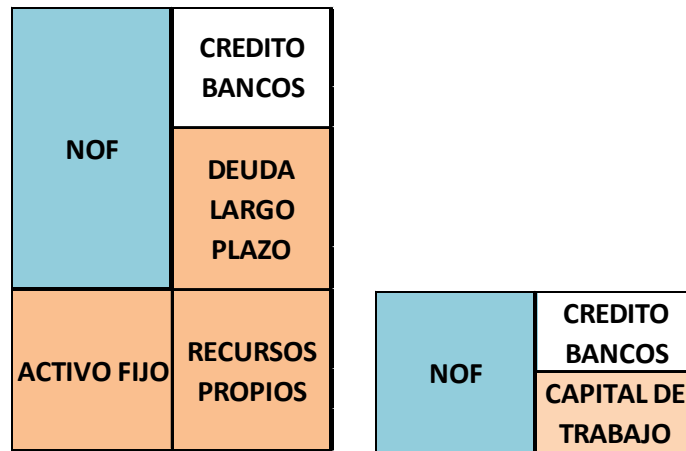 CREDITO
BANCOS
NOF
DEUDA
LARGO
PLAZO
ACTIVO FIJO
RECURSOS
PROPIOS
NOF
CREDITO
BANCOS
CAPITAL DE
TRABAJO